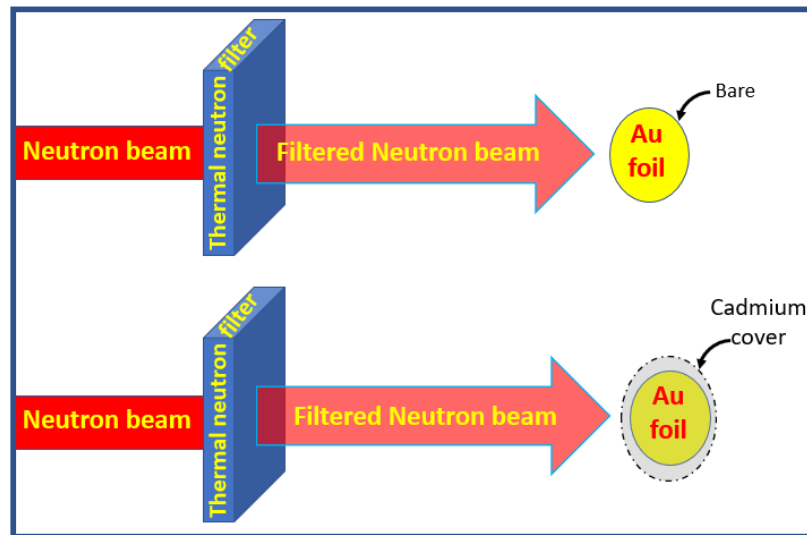 Neutron beam
Thermal neutron
filter
Filtered Neutron beam
Au
foil
Bare
Neutron beam
Thermal neutron
filter
Filtered Neutron beam
Au
foil
Cadmium
cover